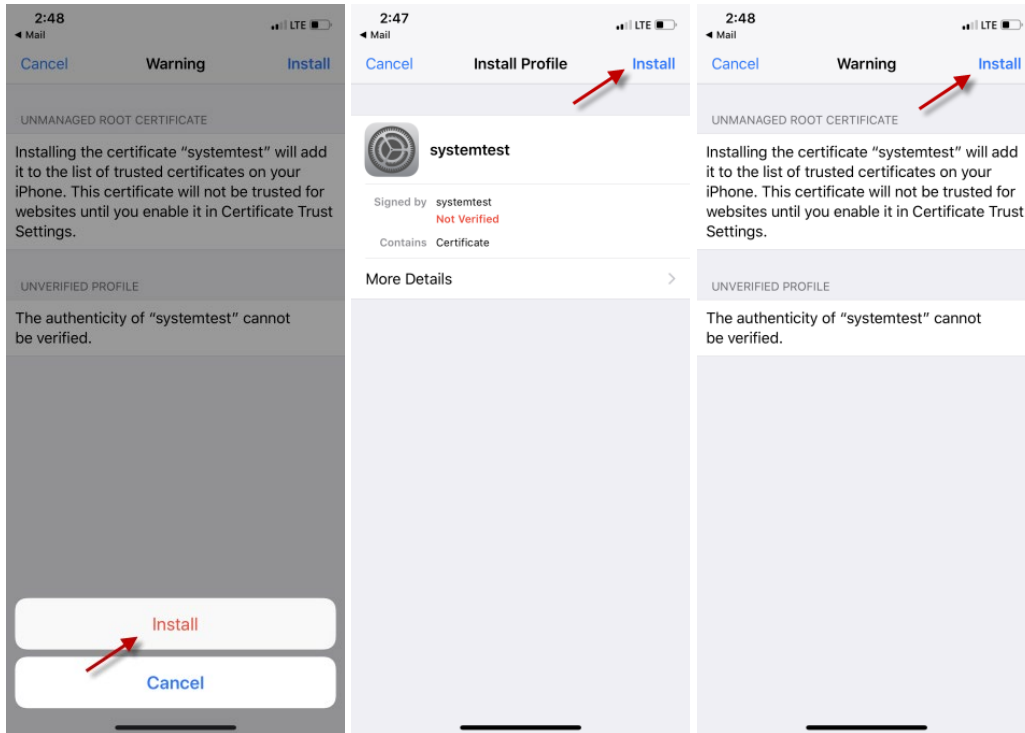 2:48
LTE
◀ Mail
Cancel Warning Install
UNMANAGED ROOT CERTIFICATE
Installing the certificate “systemtest” will add
it to the list of trusted certificates on your
iPhone. This certificate will not be trusted for
websites until you enable it in Certificate Trust
Settings.
UNVERIFIED PROFILE
The authenticity of “systemtest” cannot
be verified.
Install
Cancel
2:47
LTE
◀ Mail
Cancel Install Profile Install
systemtest
Signed by systemtest
Not Verified
Contains Certificate
More Details
2:48
LTE
◀ Mail
Cancel Warning Install
UNMANAGED ROOT CERTIFICATE
Installing the certificate “systemtest” will add
it to the list of trusted certificates on your
iPhone. This certificate will not be trusted for
websites until you enable it in Certificate Trust
Settings.
UNVERIFIED PROFILE
The authenticity of “systemtest” cannot
be verified.